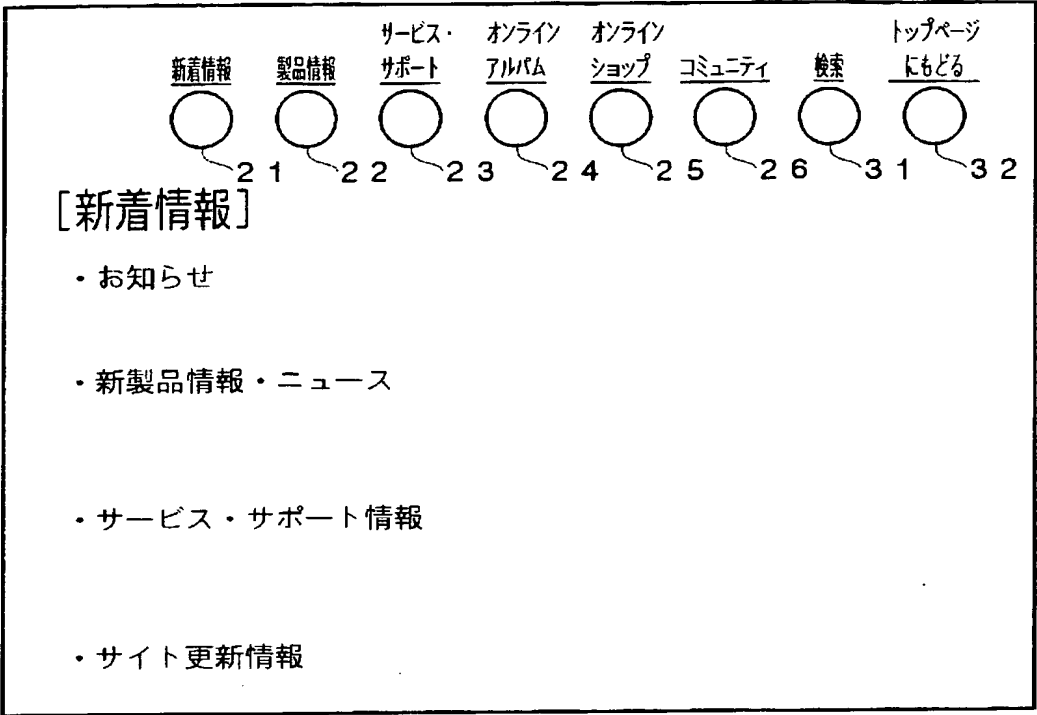 サービス・ オンライン オンライン トップページ
新着情報 製品情報 サポート アルバム ショップ コミュニティ 検索 にもどる
21 22 23 24 25 26 31 32
[新着情報]
・お知らせ
・新製品情報・ニュース
・サービス・サポート情報
・サイト更新情報